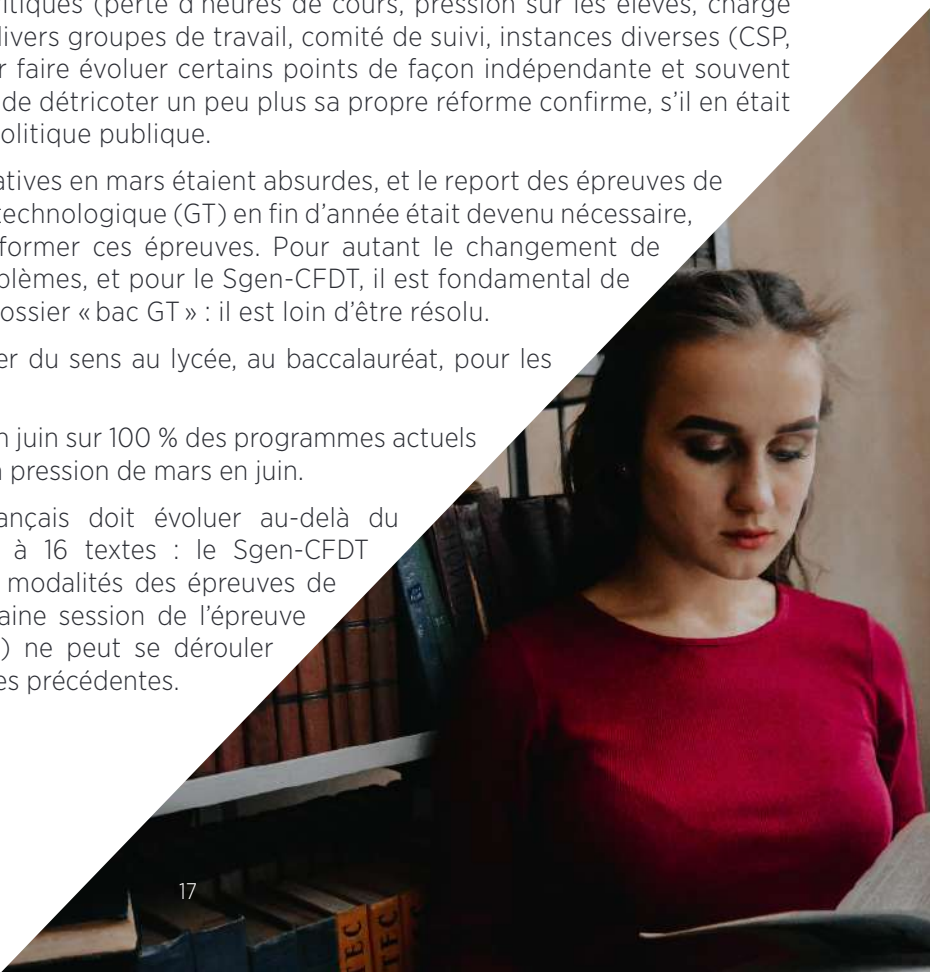 itiques (perte d'heures de cours, pression sur les élèves, charge
divers groupes de travail, comité de suivi, instances diverses (CSP,
r faire évoluer certains points de façon indépendante et souvent
de détricoter un peu plus sa propre réforme confirme, s'il en était
olitique publique.
atives en mars étaient absurdes, et le report des épreuves de
technologique (GT) en fin d'année était devenu nécessaire,
former ces épreuves. Pour autant le changement de
blèmes, et pour le Sgen-CFDT, il est fondamental de
ossier « bac GT » : il est loin d'être résolu.
er du sens au lycée, au baccalauréat, pour les
n juin sur 100 % des programmes actuels
a pression de mars en juin.
ançais doit évoluer au-delà du
à 16 textes : le Sgen-CFDT
modalités des épreuves de
aine session de l'épreuve
) ne peut se dérouler
es précédentes.
17
TEC
TEC